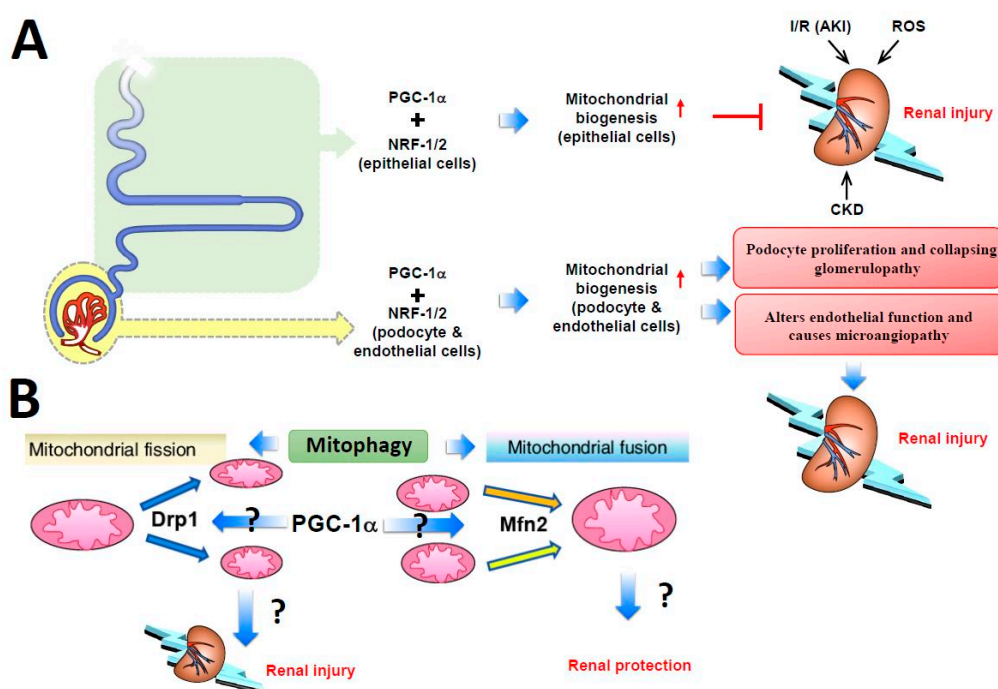 A
I/R (AKI)
ROS
PGC-1α
+
NRF-1/2
(epithelial cells)
Mitochondrial
biogenesis
(epithelial cells)
Renal injury
CKD
PGC-1α
+
NRF-1/2
(podocyte &
endothelial cells)
Mitochondrial
biogenesis
(podocyte &
endothelial cells)
Podocyte proliferation and collapsing
glomerulopathy
Alters endothelial function and
causes microangiopathy
Renal injury
B
Mitochondrial fission
Mitophagy
Mitochondrial fusion
Drp1
?
PGC-1α
?
Mfn2
?
Renal injury
?
Renal protection